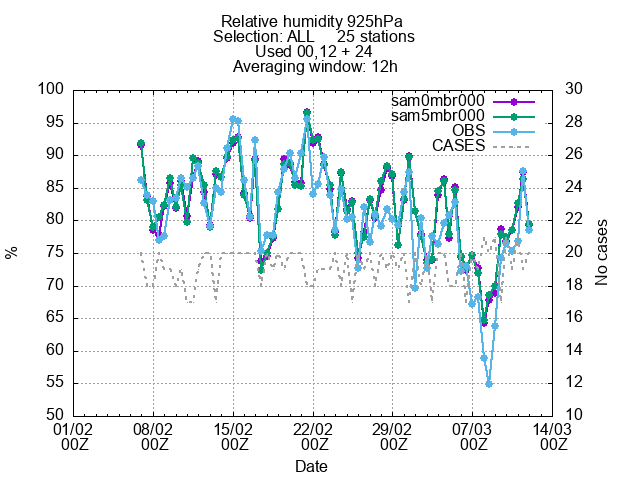 Relative humidity 925hPa
Selection: ALL 25 stations
Used 00,12 + 24
Averaging window: 12h
sam0mbr000
sam5mbr000
OBS
CASES
100
95
90
85
80
75
70
65
60
55
50
%
30
28
26
24
22
20
18
16
14
12
10
No cases
01/02 08/02 15/02 22/02 29/02 07/03 14/03
00Z 00Z 00Z 00Z 00Z 00Z 00Z
Date